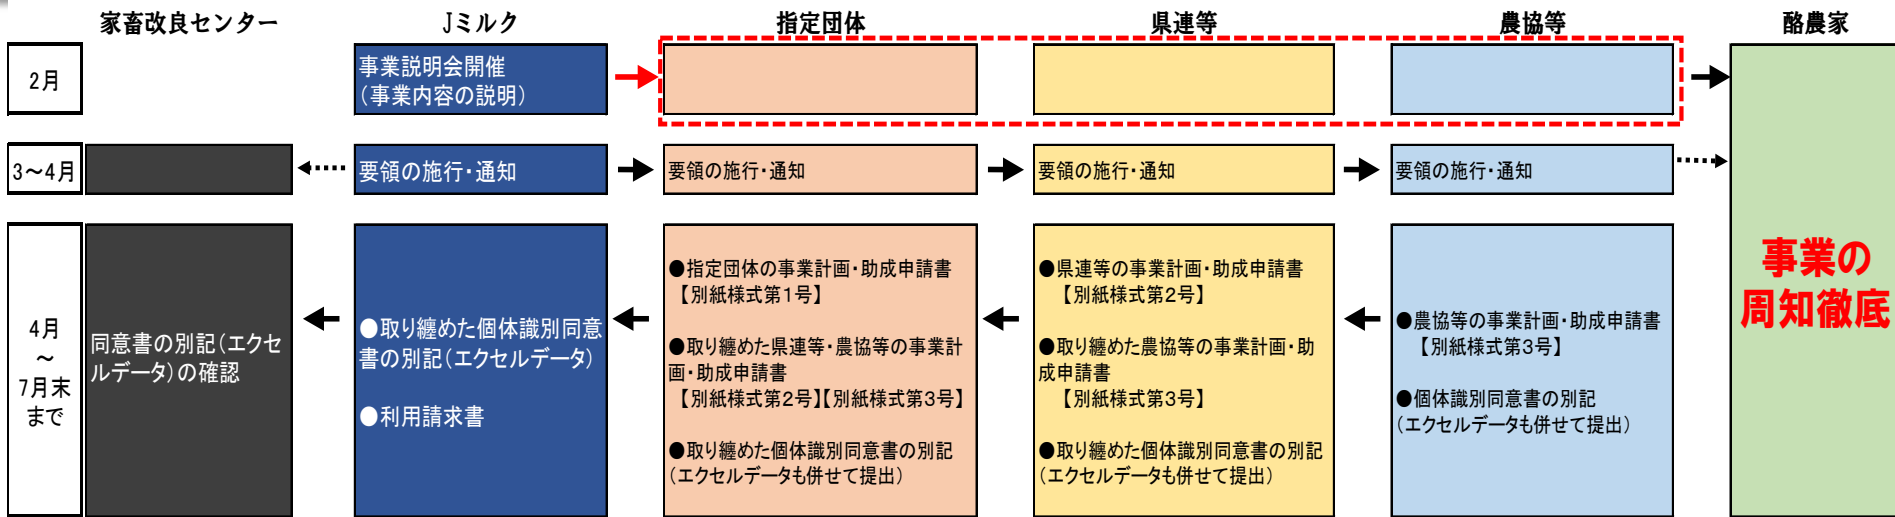 家畜改良センター
Jミルク
指定団体
県連等
農協等
酪農家
2月
事業説明会開催
(事業内容の説明)
3～4月
要領の施行・通知
要領の施行・通知
要領の施行・通知
要領の施行・通知
4月
～
7月末
まで
同意書の別記(エクセ
ルデータ)の確認
●取り纏めた個体識別同意
書の別記(エクセルデータ)
●利用請求書
●指定団体の事業計画・助成申請書
【別紙様式第1号】
●取り纏めた県連等・農協等の事業計
画・助成申請書
【別紙様式第2号】【別紙様式第3号】
●取り纏めた個体識別同意書の別記
(エクセルデータも併せて提出)
●県連等の事業計画・助成申請書
【別紙様式第2号】
●取り纏めた農協等の事業計画・助
成申請書
【別紙様式第3号】
●取り纏めた個体識別同意書の別記
(エクセルデータも併せて提出)
●農協等の事業計画・助成申請書
【別紙様式第3号】
●個体識別同意書の別記
(エクセルデータも併せて提出)
事業の
周知徹底